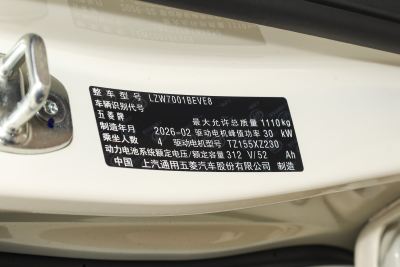 整车型号 LZW7001BEVE8
车辆识别代号
五菱牌 最大允许总质量 1110kg
制造年月 2026-02 驱动电机峰值功率 30 kW
乘坐人数 4 驱动电机型号 TZ155XZ230
动力电池系统额定电压/额定容量 312 V/52 Ah
中国 上汽通用五菱汽车股份有限公司 制造